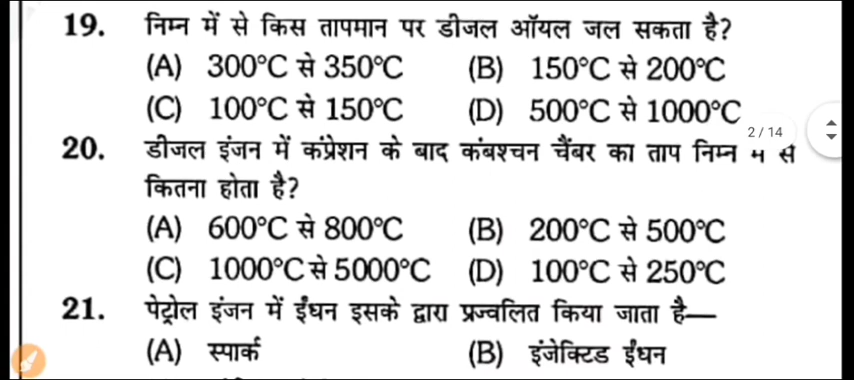 19. निम्न में से किस तापमान पर डीजल ऑयल जल सकता है?
(A) 300°C से 350°C (B) 150°C से 200°C
(C) 100°C से 150°C (D) 500°C से 1000°C
2 / 14
20. डीजल इंजन में कंप्रेशन के बाद कंबश्चन चैंबर का ताप निम्न में से
कितना होता है?
(A) 600°C से 800°C (B) 200°C से 500°C
(C) 1000°C से 5000°C (D) 100°C से 250°C
21. पेट्रोल इंजन में ईंधन इसके द्वारा प्रज्वलित किया जाता है—
(A) स्पार्क (B) इंजेक्टिड ईंधन